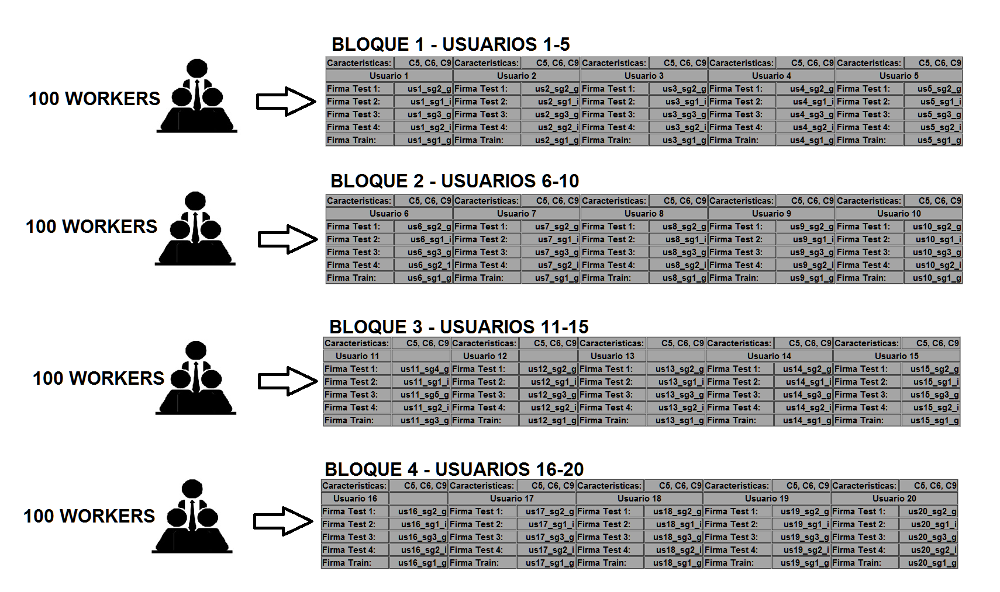 BLOQUE 1 - USUARIOS 1-5
100 WORKERS
Caracteristicas: C5, C6, C9 Caracteristicas: C5, C6, C9 Caracteristicas: C5, C6, C9 Caracteristicas: C5, C6, C9 Caracteristicas: C5, C6, C9
Usuario 1 Usuario 2 Usuario 3 Usuario 4 Usuario 5
Firma Test 1: us1_sg2_g Firma Test 1: us2_sg2_g Firma Test 1: us3_sg2_g Firma Test 1: us4_sg2_g Firma Test 1: us5_sg2_g
Firma Test 2: us1_sg1_i Firma Test 2: us2_sg1_i Firma Test 2: us3_sg1_i Firma Test 2: us4_sg1_i Firma Test 2: us5_sg1_i
Firma Test 3: us1_sg3_g Firma Test 3: us2_sg3_g Firma Test 3: us3_sg3_g Firma Test 3: us4_sg3_g Firma Test 3: us5_sg3_g
Firma Test 4: us1_sg2_i Firma Test 4: us2_sg2_i Firma Test 4: us3_sg2_i Firma Test 4: us4_sg2_i Firma Test 4: us5_sg2_i
Firma Train: us1_sg1_g Firma Train: us2_sg1_g Firma Train: us3_sg1_g Firma Train: us4_sg1_g Firma Train: us5_sg1_g
BLOQUE 2 - USUARIOS 6-10
100 WORKERS
Caracteristicas: C5, C6, C9 Caracteristicas: C5, C6, C9 Caracteristicas: C5, C6, C9 Caracteristicas: C5, C6, C9 Caracteristicas: C5, C6, C9
Usuario 6 Usuario 7 Usuario 8 Usuario 9 Usuario 10
Firma Test 1: us6_sg2_g Firma Test 1: us7_sg2_g Firma Test 1: us8_sg2_g Firma Test 1: us9_sg2_g Firma Test 1: us10_sg2_g
Firma Test 2: us6_sg1_i Firma Test 2: us7_sg1_i Firma Test 2: us8_sg1_i Firma Test 2: us9_sg1_i Firma Test 2: us10_sg1_i
Firma Test 3: us6_sg3_g Firma Test 3: us7_sg3_g Firma Test 3: us8_sg3_g Firma Test 3: us9_sg3_g Firma Test 3: us10_sg3_g
Firma Test 4: us6_sg2_1 Firma Test 4: us7_sg2_i Firma Test 4: us8_sg2_i Firma Test 4: us9_sg2_i Firma Test 4: us10_sg2_i
Firma Train: us6_sg1_g Firma Train: us7_sg1_g Firma Train: us8_sg1_g Firma Train: us9_sg1_g Firma Train: us10_sg1_g
BLOQUE 3 - USUARIOS 11-15
100 WORKERS
Caracteristicas: C5, C6, C9 Caracteristicas: C5, C6, C9 Caracteristicas: C5, C6, C9 Caracteristicas: C5, C6, C9 Caracteristicas: C5, C6, C9
Usuario 11 Usuario 12 Usuario 13 Usuario 14 Usuario 15
Firma Test 1: us11_sg4_g Firma Test 1: us12_sg2_g Firma Test 1: us13_sg2_g Firma Test 1: us14_sg2_g Firma Test 1: us15_sg2_g
Firma Test 2: us11_sg1_i Firma Test 2: us12_sg1_i Firma Test 2: us13_sg1_i Firma Test 2: us14_sg1_i Firma Test 2: us15_sg1_i
Firma Test 3: us11_sg5_g Firma Test 3: us12_sg3_g Firma Test 3: us13_sg3_g Firma Test 3: us14_sg3_g Firma Test 3: us15_sg3_g
Firma Test 4: us11_sg2_i Firma Test 4: us12_sg2_i Firma Test 4: us13_sg2_i Firma Test 4: us14_sg2_i Firma Test 4: us15_sg2_i
Firma Train: us11_sg3_g Firma Train: us12_sg1_g Firma Train: us13_sg1_g Firma Train: us14_sg1_g Firma Train: us15_sg1_g
BLOQUE 4 - USUARIOS 16-20
100 WORKERS
Caracteristicas: C5, C6, C9 Caracteristicas: C5, C6, C9 Caracteristicas: C5, C6, C9 Caracteristicas: C5, C6, C9 Caracteristicas: C5, C6, C9
Usuario 16 Usuario 17 Usuario 18 Usuario 19 Usuario 20
Firma Test 1: us16_sg2_g Firma Test 1: us17_sg2_g Firma Test 1: us18_sg2_g Firma Test 1: us19_sg2_g Firma Test 1: us20_sg2_g
Firma Test 2: us16_sg1_i Firma Test 2: us17_sg1_i Firma Test 2: us18_sg1_i Firma Test 2: us19_sg1_i Firma Test 2: us20_sg1_i
Firma Test 3: us16_sg3_g Firma Test 3: us17_sg3_g Firma Test 3: us18_sg3_g Firma Test 3: us19_sg3_g Firma Test 3: us20_sg3_g
Firma Test 4: us16_sg2_i Firma Test 4: us17_sg2_i Firma Test 4: us18_sg2_i Firma Test 4: us19_sg2_i Firma Test 4: us20_sg2_i
Firma Train: us16_sg1_g Firma Train: us17_sg1_g Firma Train: us18_sg1_g Firma Train: us19_sg1_g Firma Train: us20_sg1_g